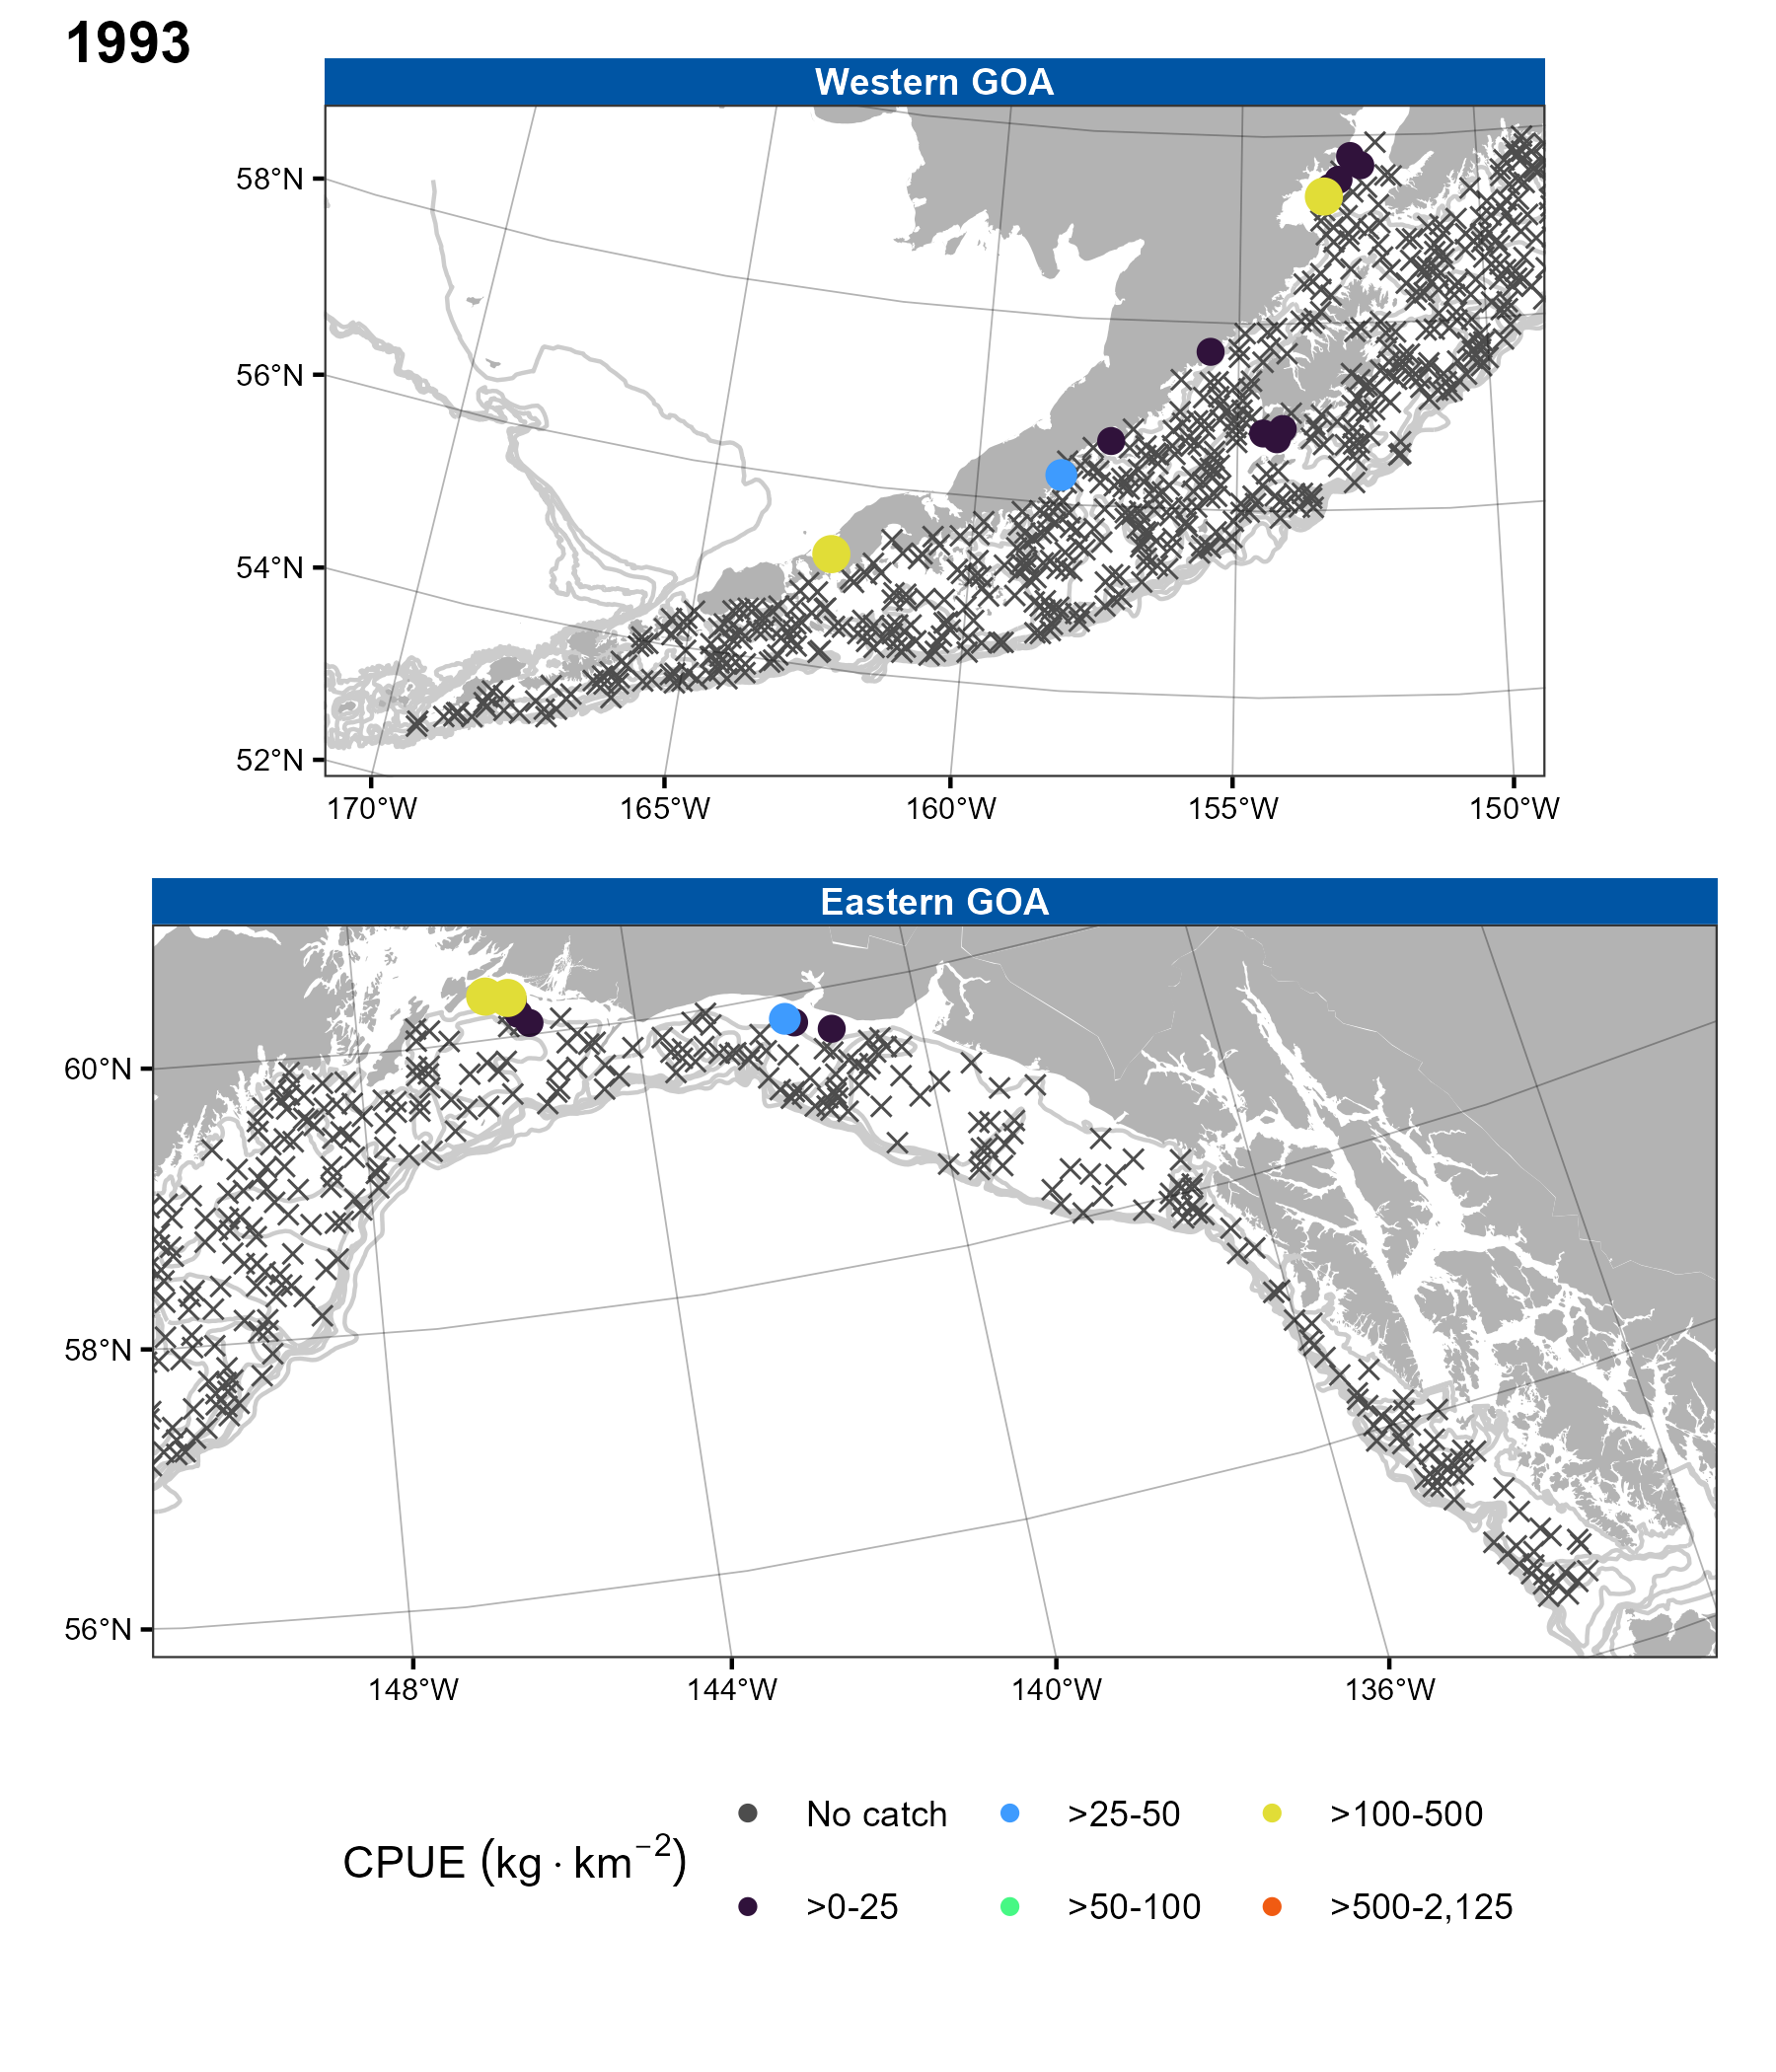 1993
Western GOA
58°N
56°N
54°N
52°N
170°W 165°W 160°W 155°W 150°W
Eastern GOA
60°N
58°N
56°N
148°W 144°W 140°W 136°W
CPUE (kg · km⁻²)
No catch >25-50 >100-500
>0-25 >50-100 >500-2,125